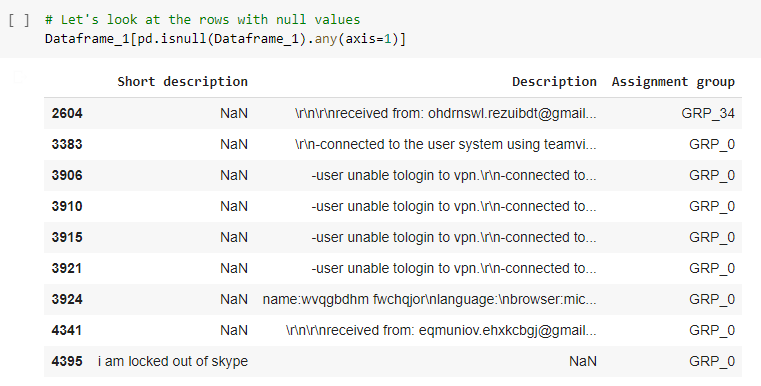 [ ] # Let's look at the rows with null values
Dataframe_1[pd.isnull(Dataframe_1).any(axis=1)]
Short description Description Assignment group
2604 NaN \r\n\r\nreceived from: ohdrnswl.rezuibdt@gmail... GRP_34
3383 NaN \r\n-connected to the user system using teamvi... GRP_0
3906 NaN -user unable tologin to vpn.\r\n-connected to... GRP_0
3910 NaN -user unable tologin to vpn.\r\n-connected to... GRP_0
3915 NaN -user unable tologin to vpn.\r\n-connected to... GRP_0
3921 NaN -user unable tologin to vpn.\r\n-connected to... GRP_0
3924 NaN name:wvqgbdhm fwchqjor\nlanguage:\nbrowser:mic... GRP_0
4341 NaN \r\n\r\nreceived from: eqmuniov.ehxkcbgj@gmail... GRP_0
4395 i am locked out of skype NaN GRP_0